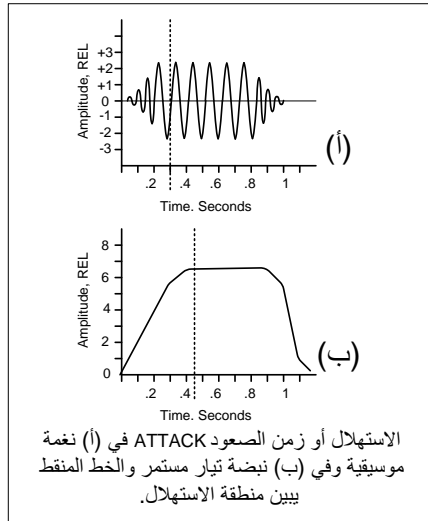 Amplitude, REL
+3
+2
+1
0
-1
-2
-3
.2 .4 .6 .8 1
Time. Seconds
(أ)
Amplitude, REL
8
6
4
2
0
.2 .4 .6 .8 1
Time. Seconds
(ب)
الاستهلال أو زمن الصعود ATTACK في (أ) نغمة
موسيقية وفي (ب) نبضة تيار مستمر والخط المنقط
يبين منطقة الاستهلال.